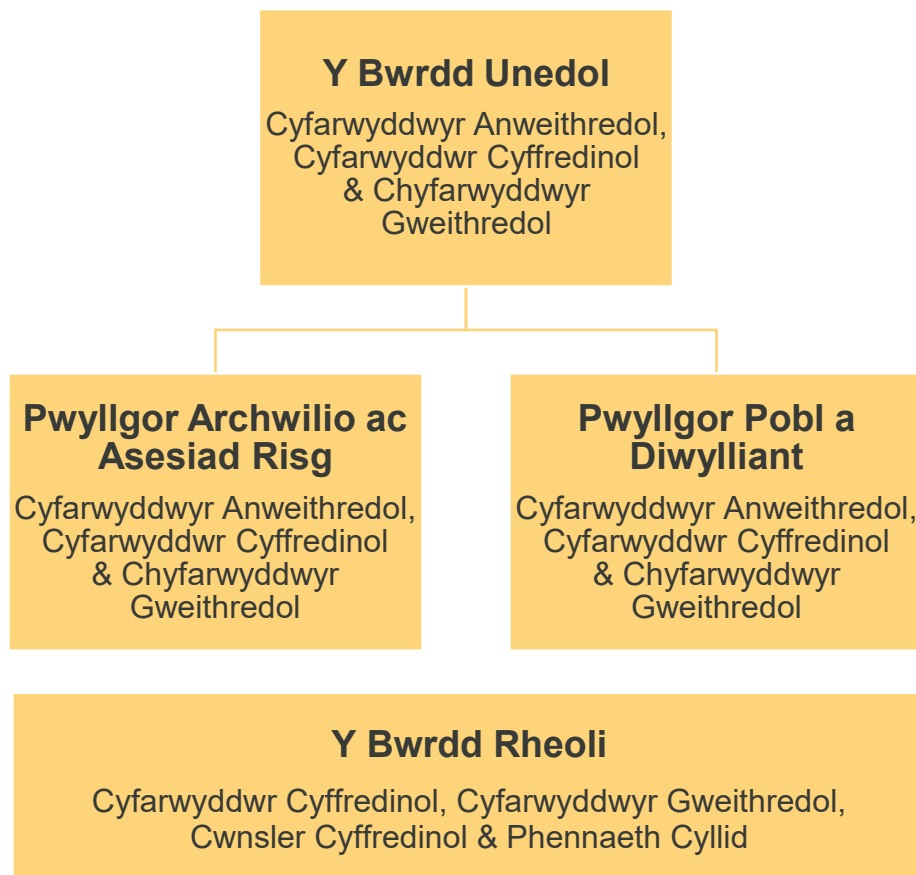 Y Bwrdd Unedol
Cyfarwyddwyr Anweithredol,
Cyfarwyddwr Cyffredinol
& Chyfarwyddwyr
Gweithredol
Pwyllgor Archwilio ac
Asesiad Risg
Cyfarwyddwyr Anweithredol,
Cyfarwyddwr Cyffredinol
& Chyfarwyddwyr
Gweithredol
Pwyllgor Pobl a
Diwylliant
Cyfarwyddwyr Anweithredol,
Cyfarwyddwr Cyffredinol
& Chyfarwyddwyr
Gweithredol
Y Bwrdd Rheoli
Cyfarwyddwr Cyffredinol, Cyfarwyddwyr Gweithredol,
Cwnsler Cyffredinol & Phennaeth Cyllid